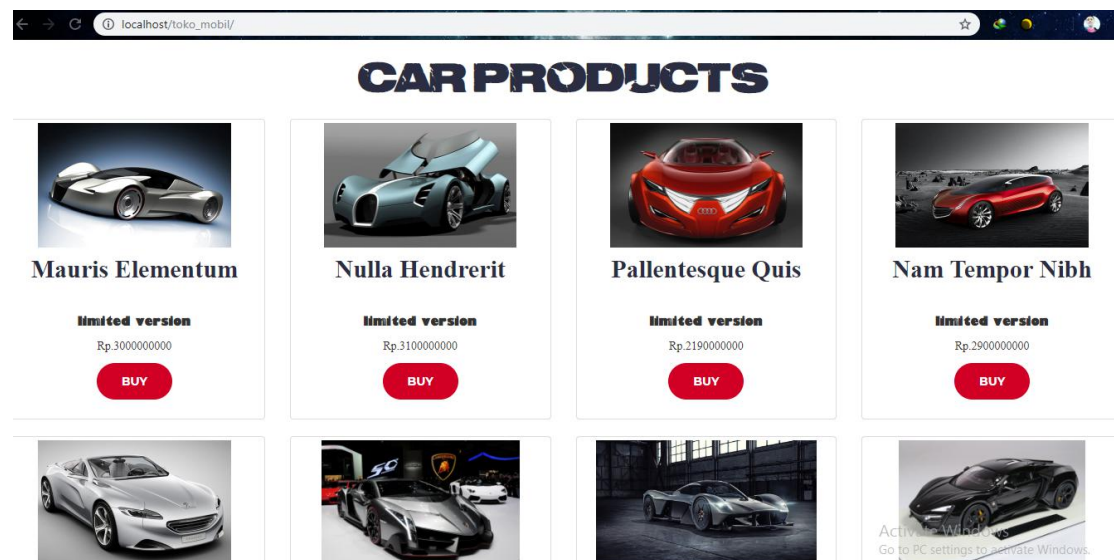 localhost/toko_mobil/
CAR PRODUCTS
Mauris Elementum
Nulla Hendrerit
Pallentesque Quis
Nam Tempor Nibh
limited version
limited version
limited version
limited version
Rp.3000000000
Rp.3100000000
Rp.2190000000
Rp.2900000000
BUY
BUY
BUY
BUY
Activate Windows
Go to PC settings to activate Windows.